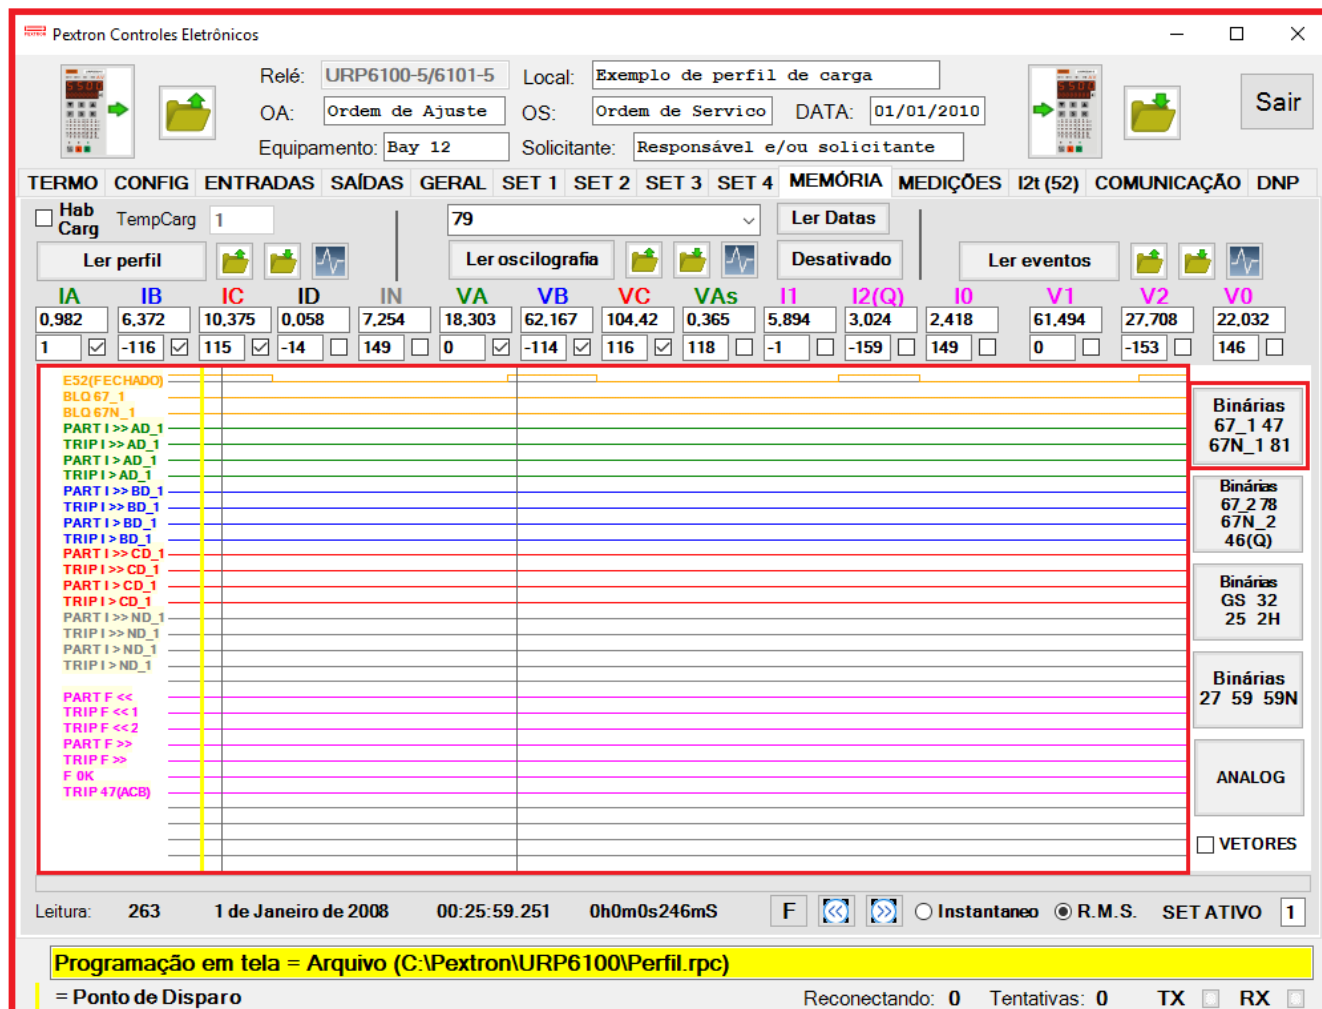 PEXTRON Pextron Controles Eletrônicos
Relé: URP6100-5/6101-5 Local: Exemplo de perfil de carga
OA: Ordem de Ajuste OS: Ordem de Servico DATA: 01/01/2010 Sair
Equipamento: Bay 12 Solicitante: Responsável e/ou solicitante
TERMO CONFIG ENTRADAS SAÍDAS GERAL SET 1 SET 2 SET 3 SET 4 MEMÓRIA MEDIÇÕES I2t (52) COMUNICAÇÃO DNP
Hab Carg TempCarg 1 79 Ler Datas
Ler perfil Ler oscilografia Desativado Ler eventos
IA IB IC ID IN VA VB VC VAs I1 I2(Q) I0 V1 V2 V0
0,982 6,372 10,375 0,058 7,254 18,303 62,167 104,42 0,365 5,894 3,024 2,418 61,494 27,708 22,032
1 -116 115 -14 149 0 -114 116 118 -1 -159 149 0 -153 146
E52(FECHADO)
BLQ 67_1
BLQ 67N_1
PART I >> AD_1
TRIP I >> AD_1
PART I > AD_1
TRIP I > AD_1
PART I >> BD_1
TRIP I >> BD_1
PART I > BD_1
TRIP I > BD_1
PART I >> CD_1
TRIP I >> CD_1
PART I > CD_1
TRIP I > CD_1
PART I >> ND_1
TRIP I >> ND_1
PART I > ND_1
TRIP I > ND_1
PART F <<
TRIP F << 1
TRIP F << 2
PART F >>
TRIP F >>
F 0K
TRIP 47(ACB)
Binárias
67_1 47
67N_1 81
Binárias
67_2 78
67N_2
46(Q)
Binárias
GS 32
25 2H
Binárias
27 59 59N
ANALOG
VETORES
Leitura: 263 1 de Janeiro de 2008 00:25:59.251 0h0m0s246mS F Instantaneo R.M.S. SET ATIVO 1
Programação em tela = Arquivo (C:\Pextron\URP6100\Perfil.rpc)
= Ponto de Disparo Reconectando: 0 Tentativas: 0 TX RX